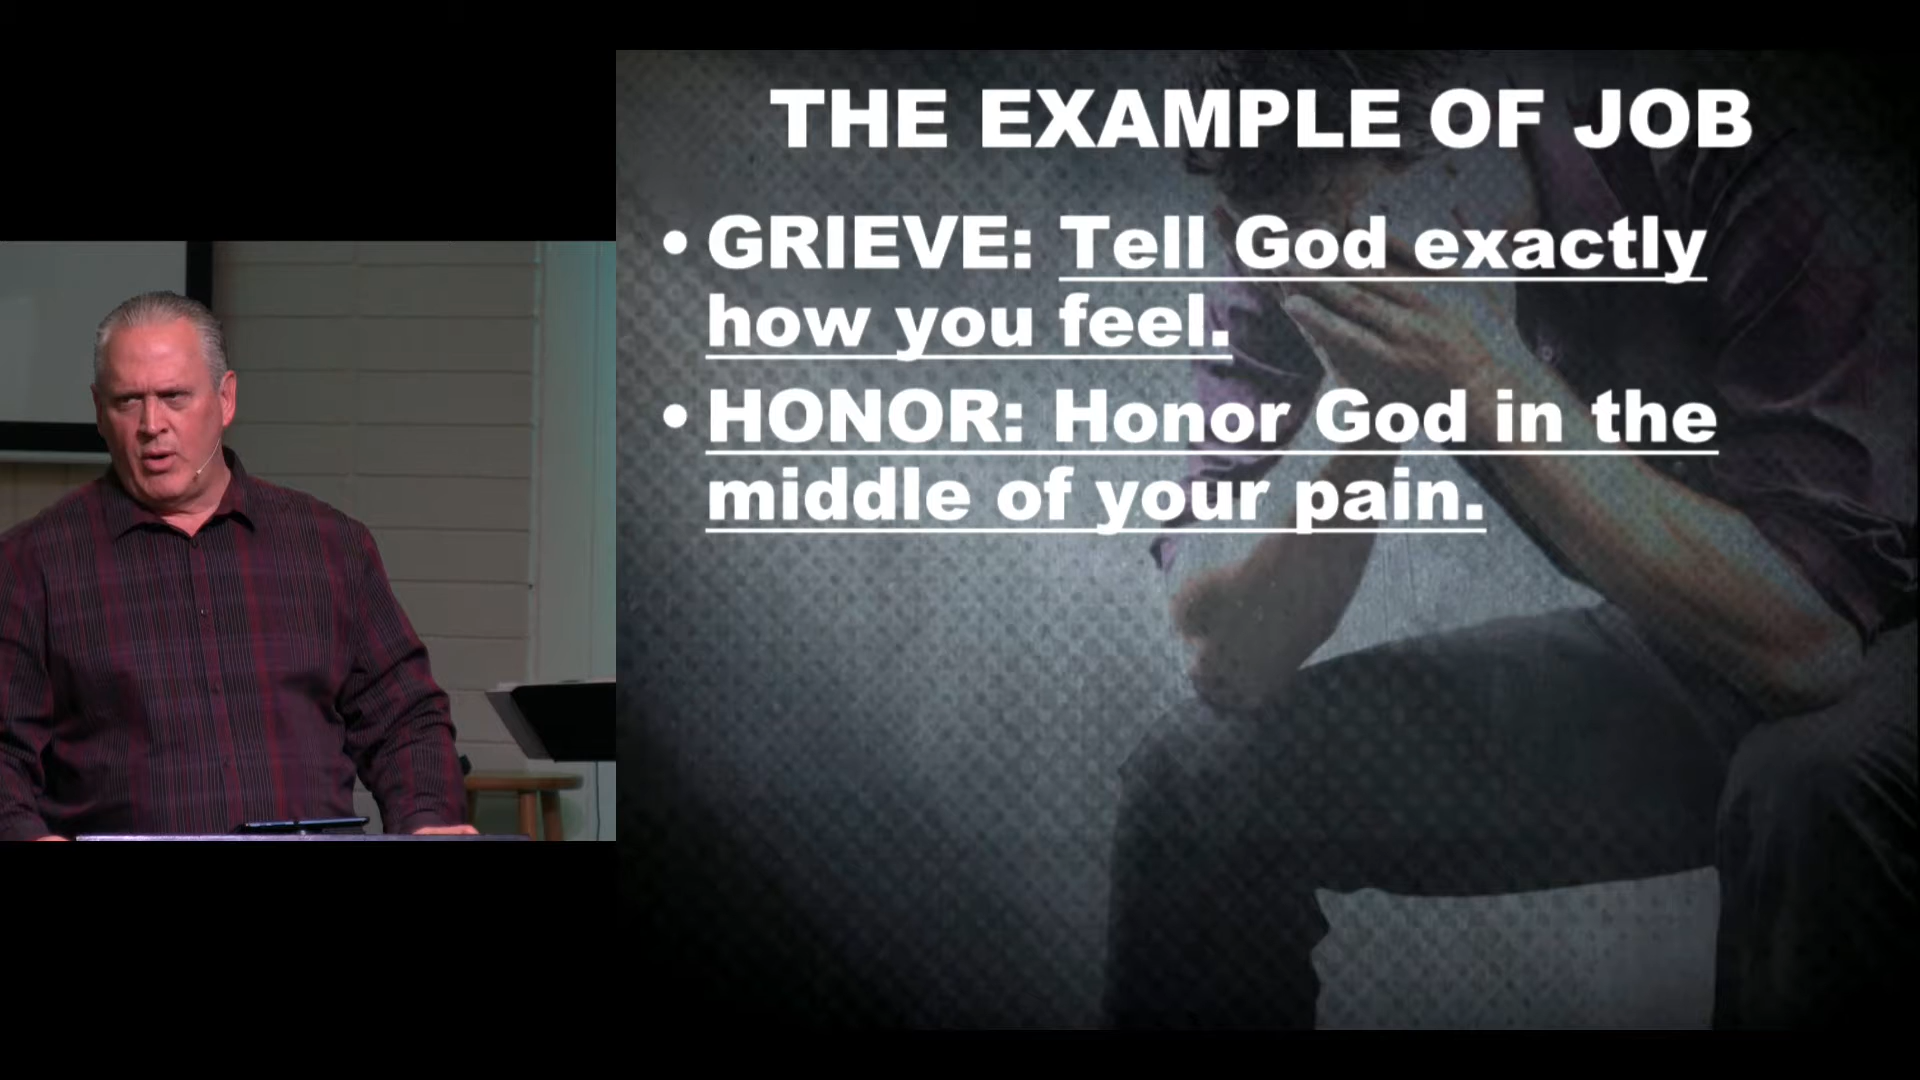 THE EXAMPLE OF JOB
• GRIEVE: Tell God exactly
how you feel.
• HONOR: Honor God in the
middle of your pain.